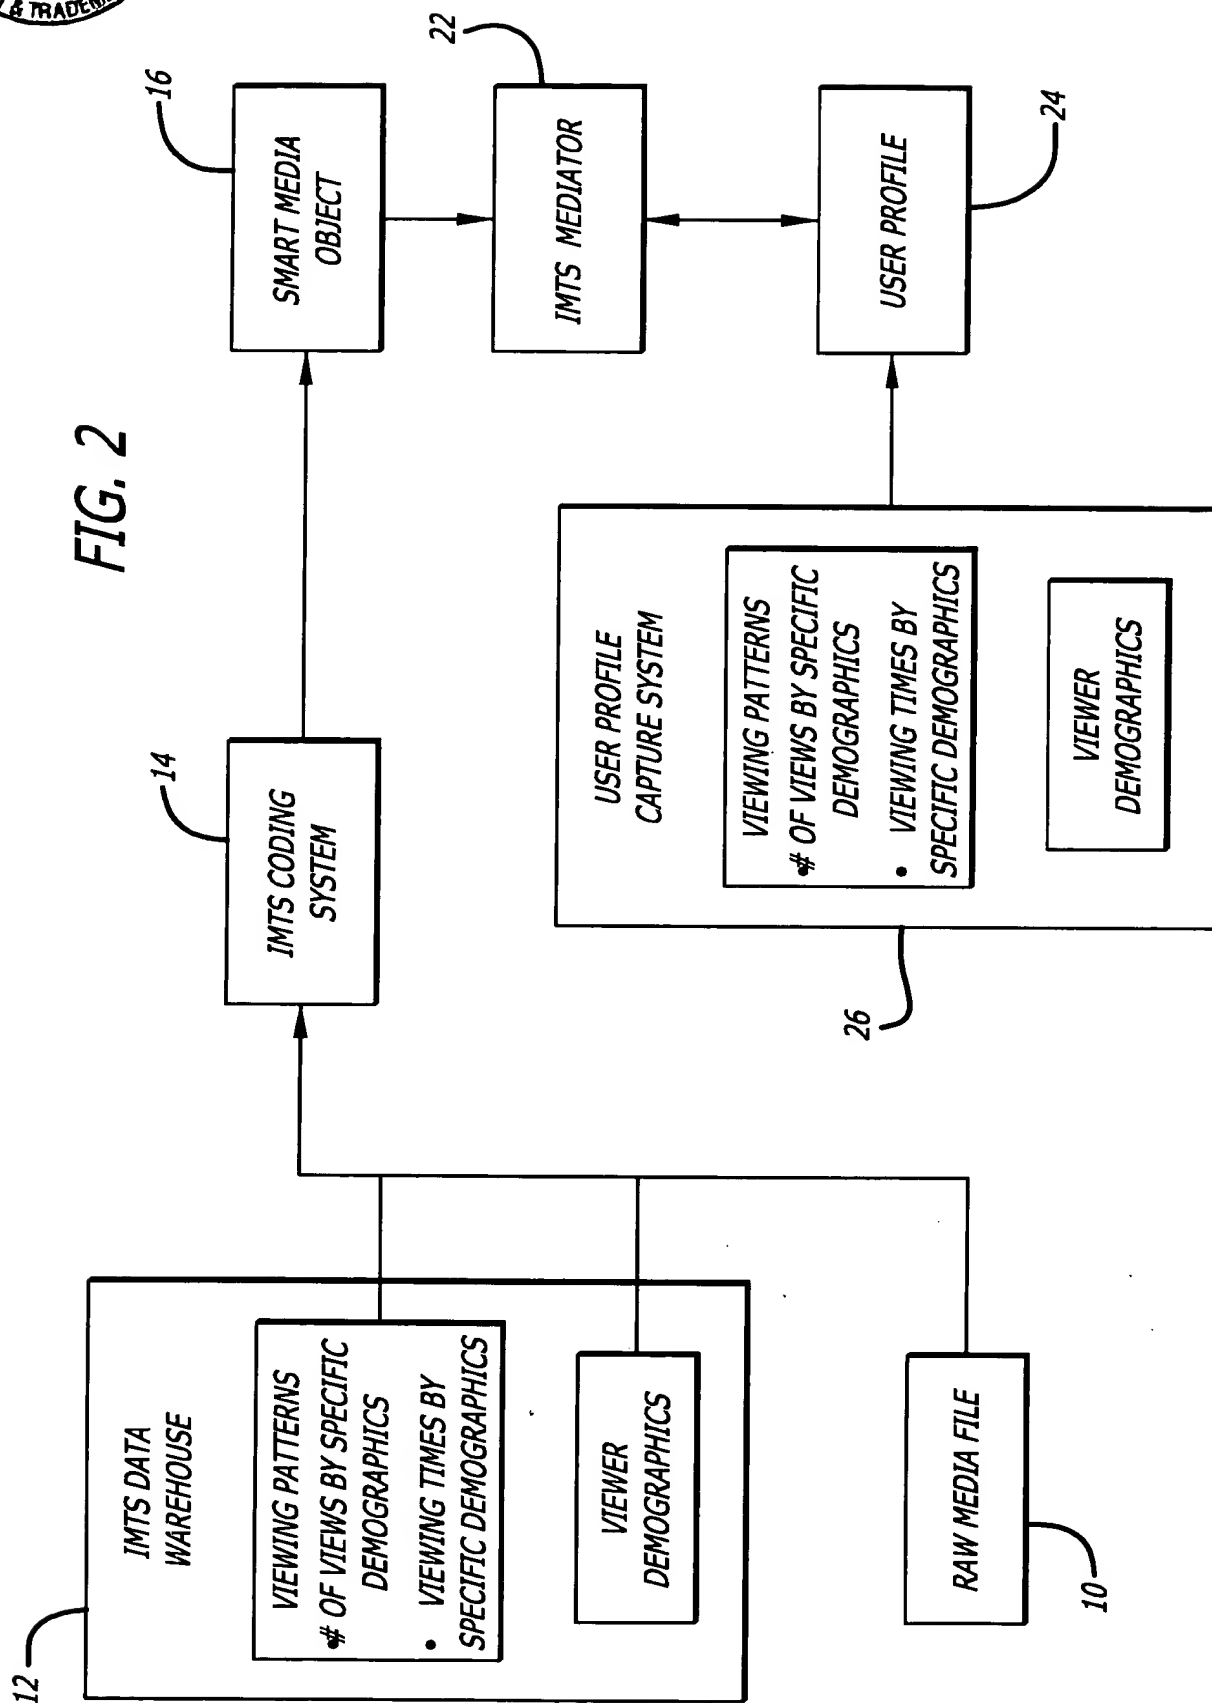 & TRADEM
FIG. 2
12
IMTS DATA
WAREHOUSE
VIEWING PATTERNS
•# OF VIEWS BY SPECIFIC
DEMOGRAPHICS
• VIEWING TIMES BY
SPECIFIC DEMOGRAPHICS
VIEWER
DEMOGRAPHICS
RAW MEDIA FILE
10
14
IMTS CODING
SYSTEM
16
SMART MEDIA
OBJECT
22
IMTS MEDIATOR
USER PROFILE
24
USER PROFILE
CAPTURE SYSTEM
VIEWING PATTERNS
•# OF VIEWS BY SPECIFIC
DEMOGRAPHICS
• VIEWING TIMES BY
SPECIFIC DEMOGRAPHICS
VIEWER
DEMOGRAPHICS
26